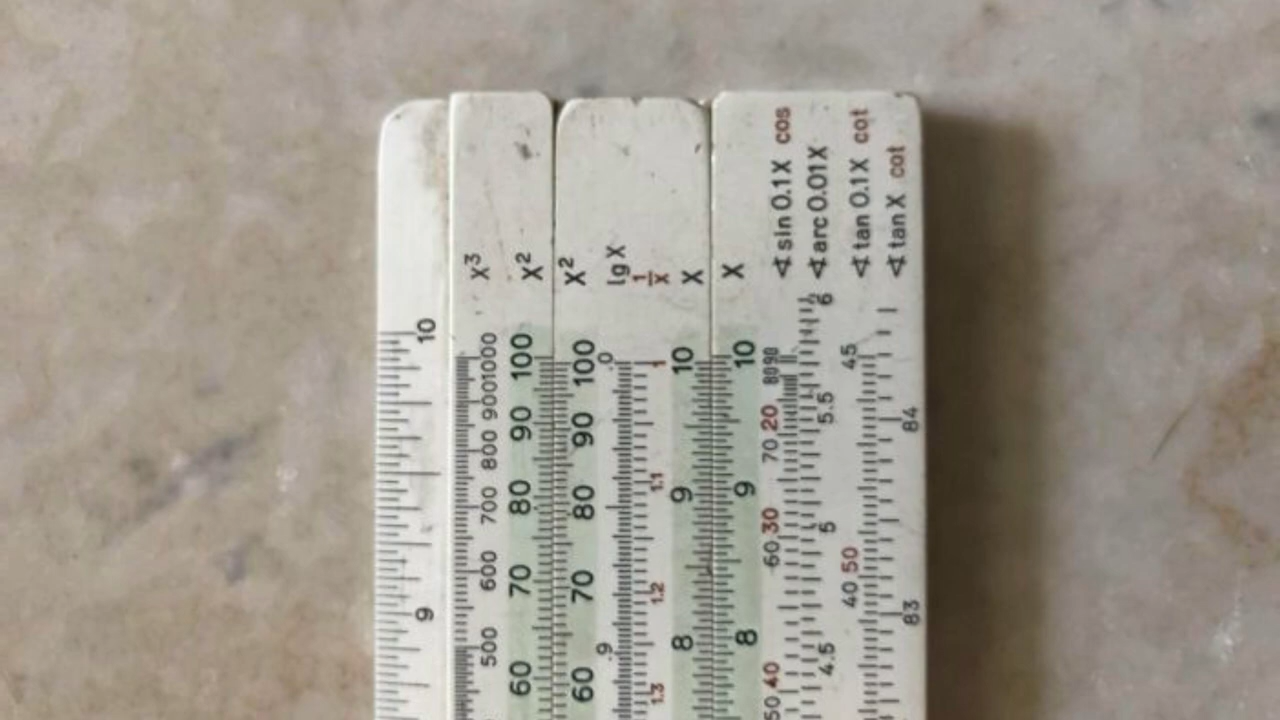 10 9
x³ 1000 900 800 700 600 500
x² 100 90 80 70 60
x² 100 90 80 70 60
lg x 0 .9
1/x 1 1.1 1.2 1.3
x 10 9 8
x 10 9 8
∢ sin 0.1x cos 90 80 20 70 30 60 40 50
∢ arc 0.01x 6 5.5 5 4.5
∢ tan 0.1x cot 45 50 40
∢ tan x cot 84 83